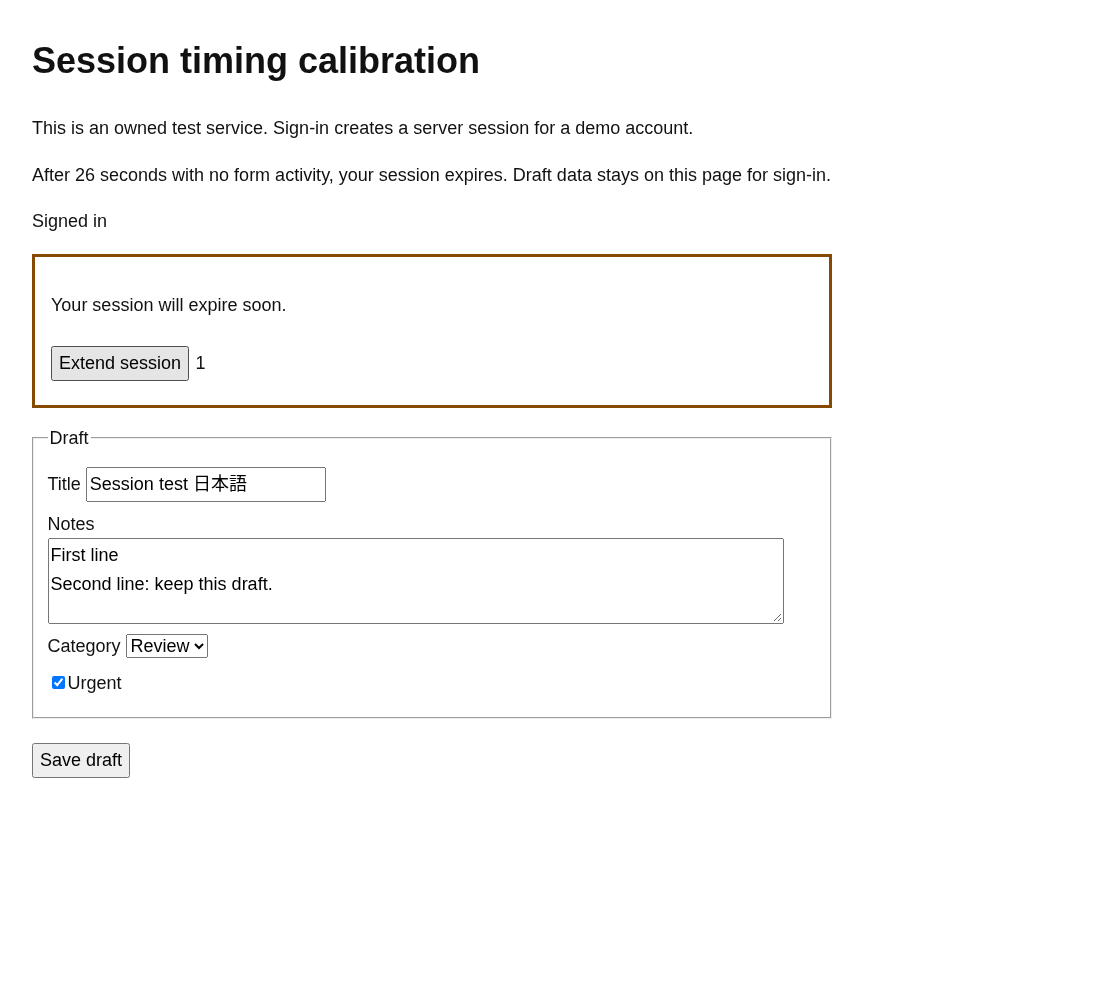 Session timing calibration
This is an owned test service. Sign-in creates a server session for a demo account.
After 26 seconds with no form activity, your session expires. Draft data stays on this page for sign-in.
Signed in
Your session will expire soon.
Extend session 1
Draft
Title Session test 日本語
Notes
First line
Second line: keep this draft.
Category Review
Urgent
Save draft